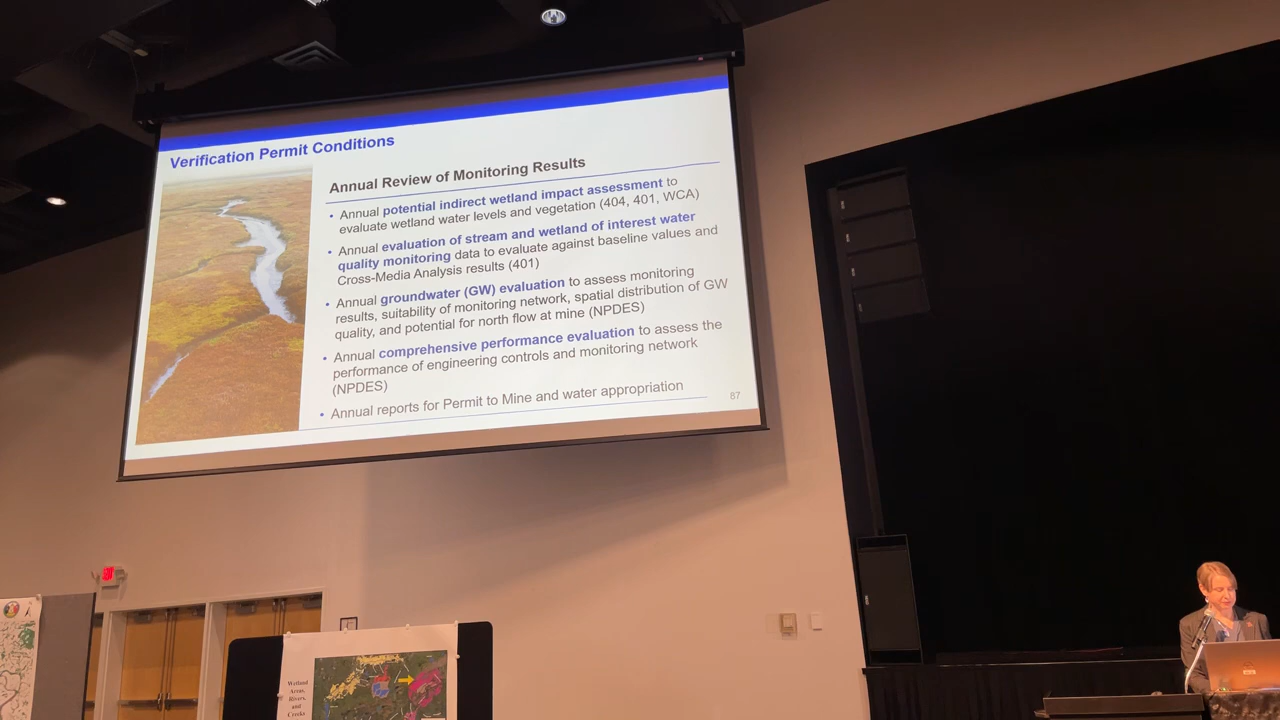 Verification Permit Conditions
Annual Review of Monitoring Results
• Annual potential indirect wetland impact assessment to
evaluate wetland water levels and vegetation (404, 401, WCA)
• Annual evaluation of stream and wetland of interest water
quality monitoring data to evaluate against baseline values and
Cross-Media Analysis results (401)
• Annual groundwater (GW) evaluation to assess monitoring
results, suitability of monitoring network, spatial distribution of GW
quality, and potential for north flow at mine (NPDES)
• Annual comprehensive performance evaluation to assess the
performance of engineering controls and monitoring network
(NPDES)
• Annual reports for Permit to Mine and water appropriation
87
Wetland
Areas,
Rivers,
and
Creeks